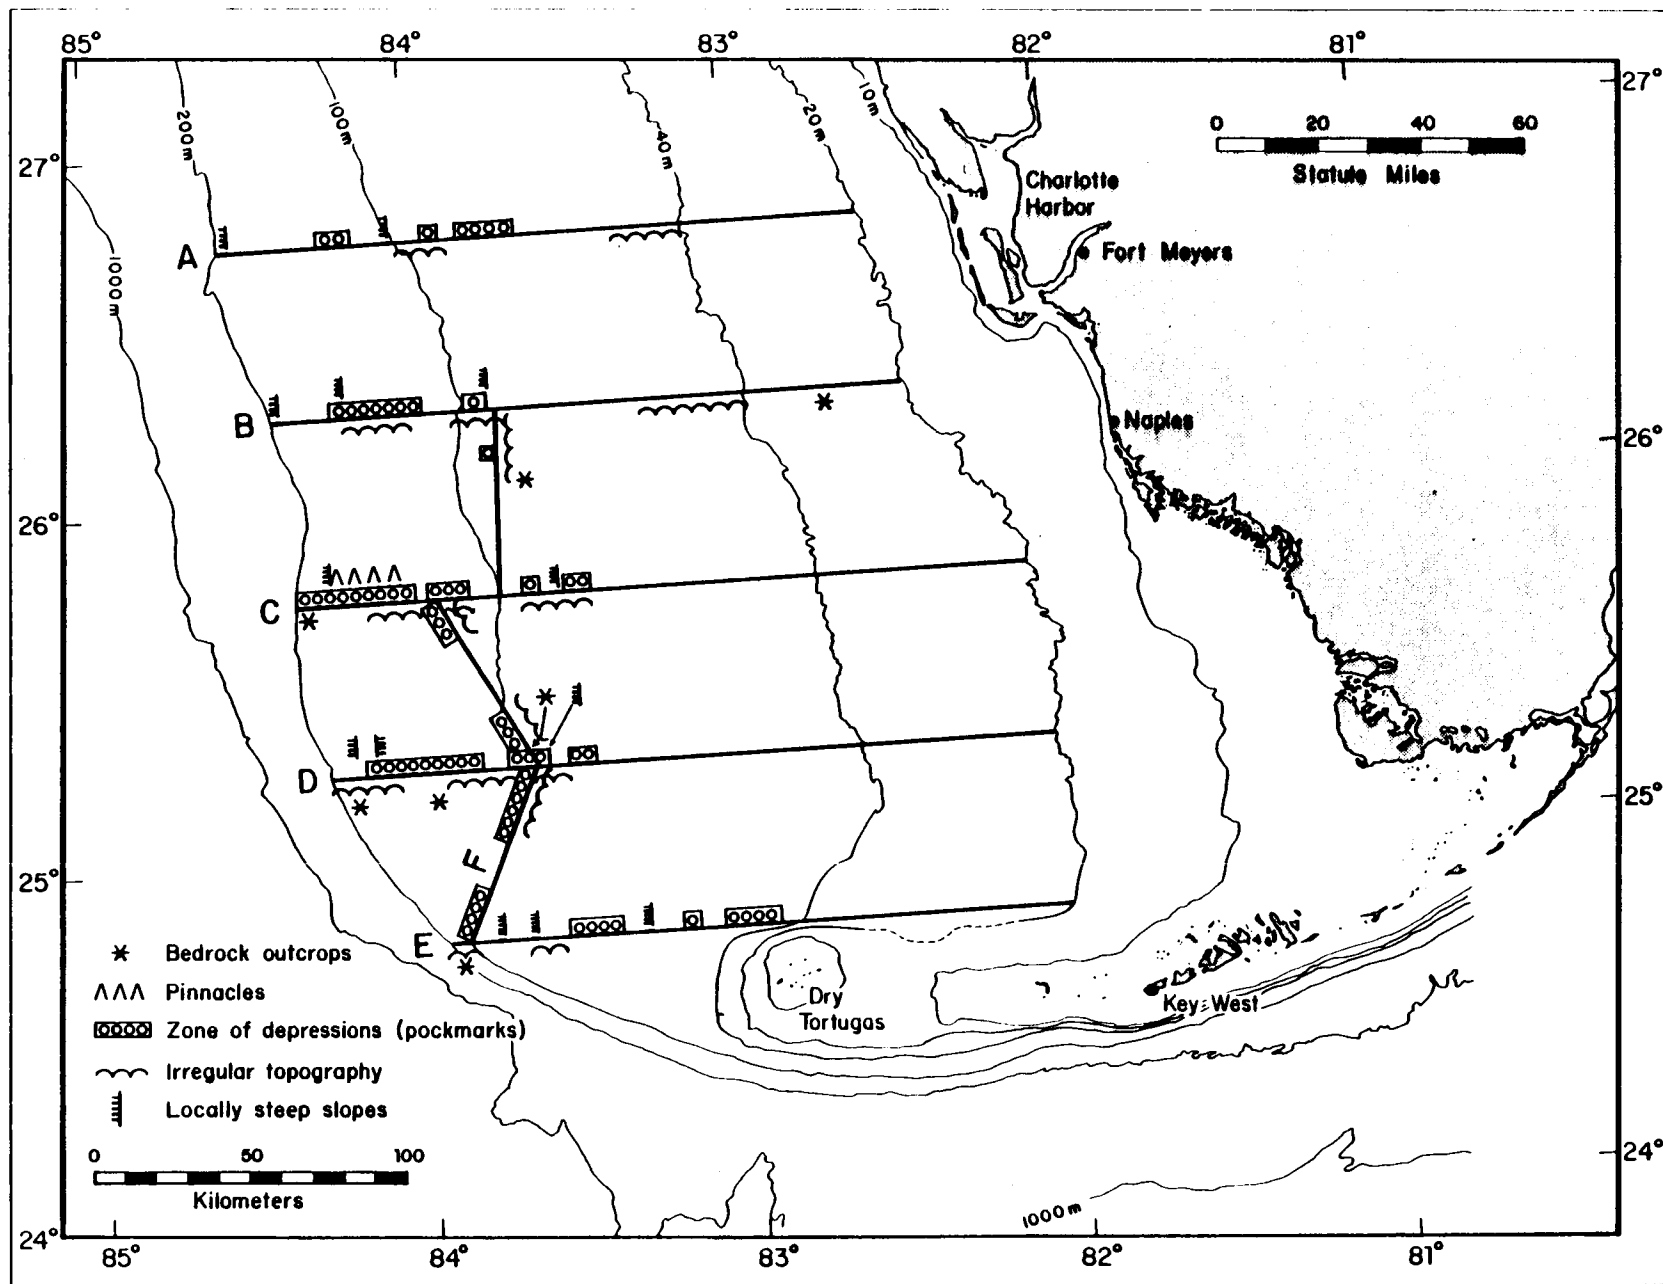 85°
84°
83°
82°
81°
27°
27°
200m
100m
40m
20m
10m
1000m
0 20 40 60
Statute Miles
Charlotte
Harbor
Fort Meyers
A
B
Naples
26°
26°
C
D
25°
25°
F
E
Bedrock outcrops
Pinnacles
Zone of depressions (pockmarks)
Irregular topography
Locally steep slopes
0 50 100
Kilometers
Dry
Tortugas
Key West
1000m
24°
24°
85°
84°
83°
82°
81°